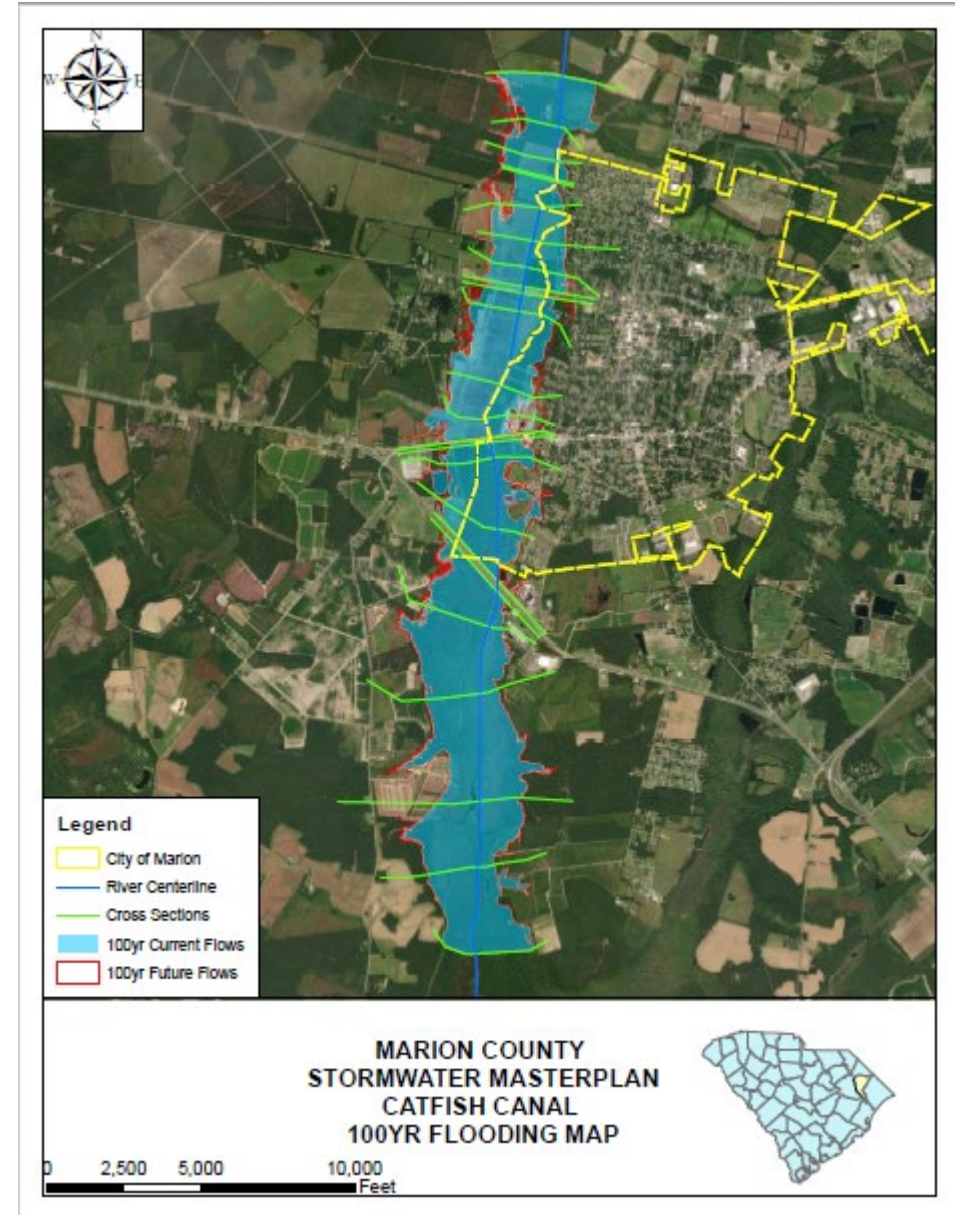 N
W E
S
Legend
City of Marion
River Centerline
Cross Sections
100yr Current Flows
100yr Future Flows
MARION COUNTY
STORMWATER MASTERPLAN
CATFISH CANAL
100YR FLOODING MAP
0 2,500 5,000 10,000
Feet